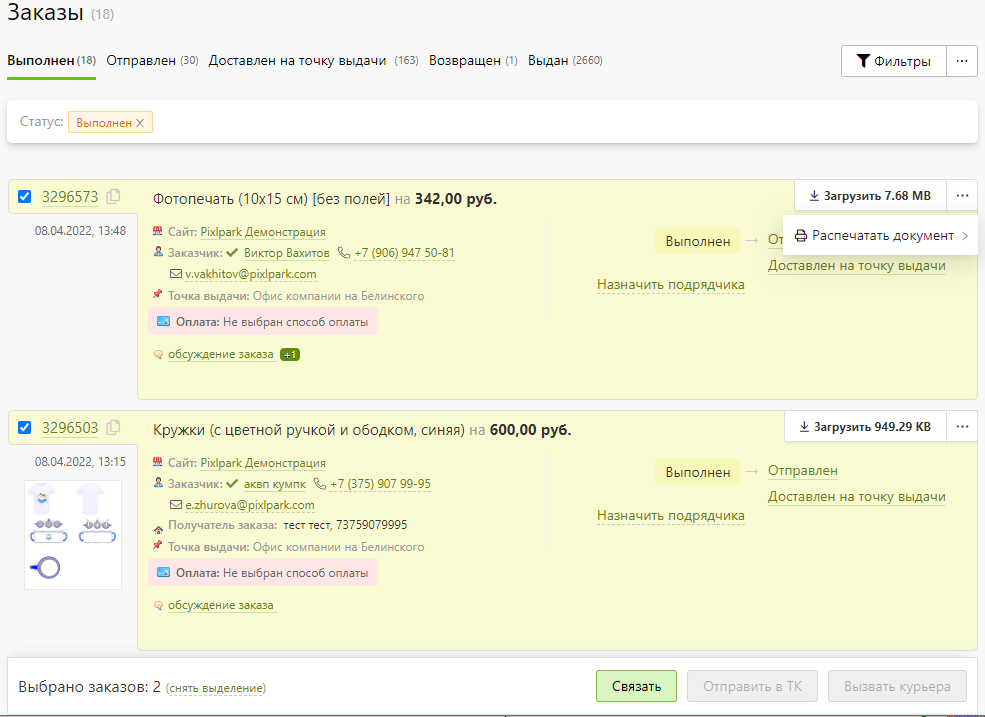 Заказы (18)
Выполнен (18) Отправлен (30) Доставлен на точку выдачи (163) Возвращен (1) Выдан (2660) Фильтры ...
Статус: Выполнен ×
3296573 Фотопечать (10x15 см) [без полей] на 342,00 руб. Загрузить 7.68 MB ...
08.04.2022, 13:48
Сайт: Pixlpark Демонстрация
Заказчик: Виктор Вахитов +7 (906) 947 50-81
v.vakhitov@pixlpark.com
Точка выдачи: Офис компании на Белинского
Оплата: Не выбран способ оплаты
обсуждение заказа +1
Выполнен → От
Распечатать документ >
Доставлен на точку выдачи
Назначить подрядчика
3296503 Кружки (с цветной ручкой и ободком, синяя) на 600,00 руб. Загрузить 949.29 KB ...
08.04.2022, 13:15
Сайт: Pixlpark Демонстрация
Заказчик: аквп кумпк +7 (375) 907 99-95
e.zhurova@pixlpark.com
Получатель заказа: тест тест, 73759079995
Точка выдачи: Офис компании на Белинского
Оплата: Не выбран способ оплаты
обсуждение заказа
Выполнен → Отправлен
Доставлен на точку выдачи
Назначить подрядчика
Выбрано заказов: 2 (снять выделение) Связать Отправить в ТК Вызвать курьера